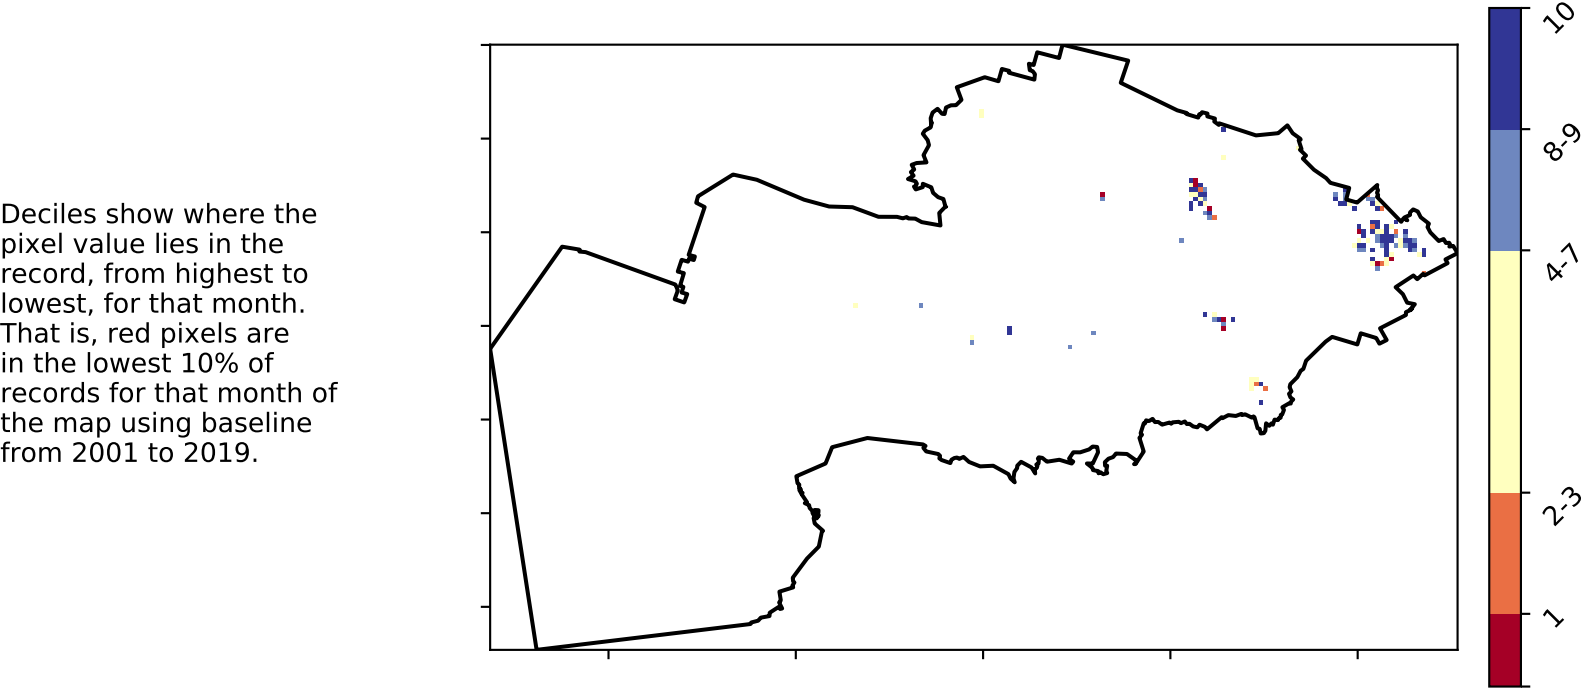 Deciles show where the
pixel value lies in the
record, from highest to
lowest, for that month.
That is, red pixels are
in the lowest 10% of
records for that month of
the map using baseline
from 2001 to 2019.
10
8-9
4-7
2-3
1